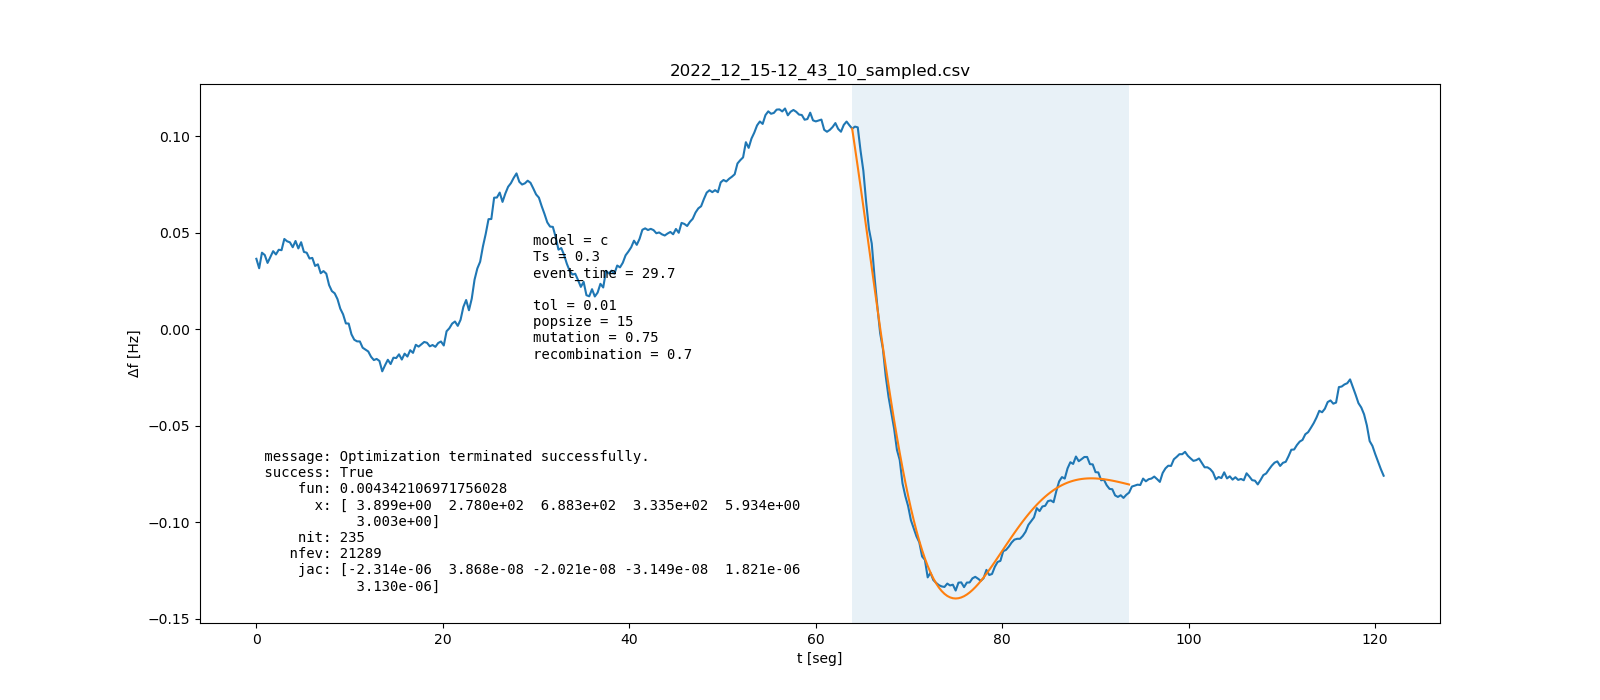 2022_12_15-12_43_10_sampled.csv
0.10
0.05
0.00
−0.05
−0.10
−0.15
Δf [Hz]
model = c
Ts = 0.3
event_time = 29.7
tol = 0.01
popsize = 15
mutation = 0.75
recombination = 0.7
message: Optimization terminated successfully.
success: True
fun: 0.004342106971756028
x: [ 3.899e+00  2.780e+02  6.883e+02  3.335e+02  5.934e+00
3.003e+00]
nit: 235
nfev: 21289
jac: [-2.314e-06  3.868e-08 -2.021e-08 -3.149e-08  1.821e-06
3.130e-06]
0 20 40 60 80 100 120
t [seg]